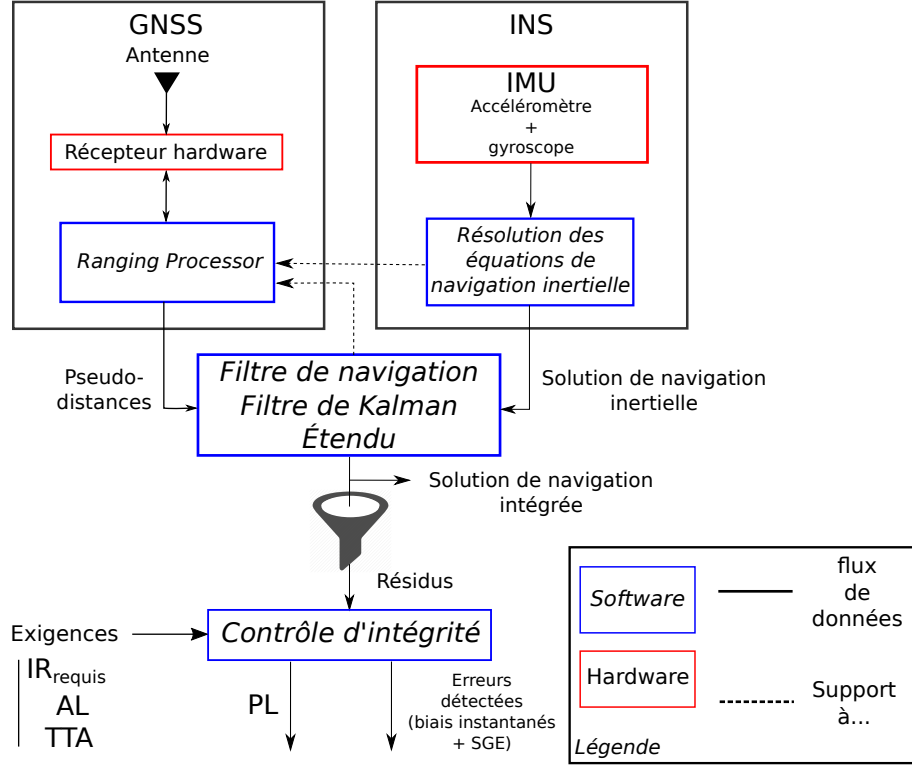 GNSS
Antenne
Récepteur hardware
Ranging Processor
INS
IMU
Accéléromètre
+
gyroscope
Résolution des
équations de
navigation inertielle
Pseudo-
distances
Filtre de navigation
Filtre de Kalman
Étendu
Solution de navigation
inertielle
Solution de navigation
intégrée
Résidus
Exigences
IRrequis
AL
TTA
Contrôle d'intégrité
PL
Erreurs
détectées
(biais instantanés
+ SGE)
Software
flux
de
données
Hardware
Support
à...
Légende